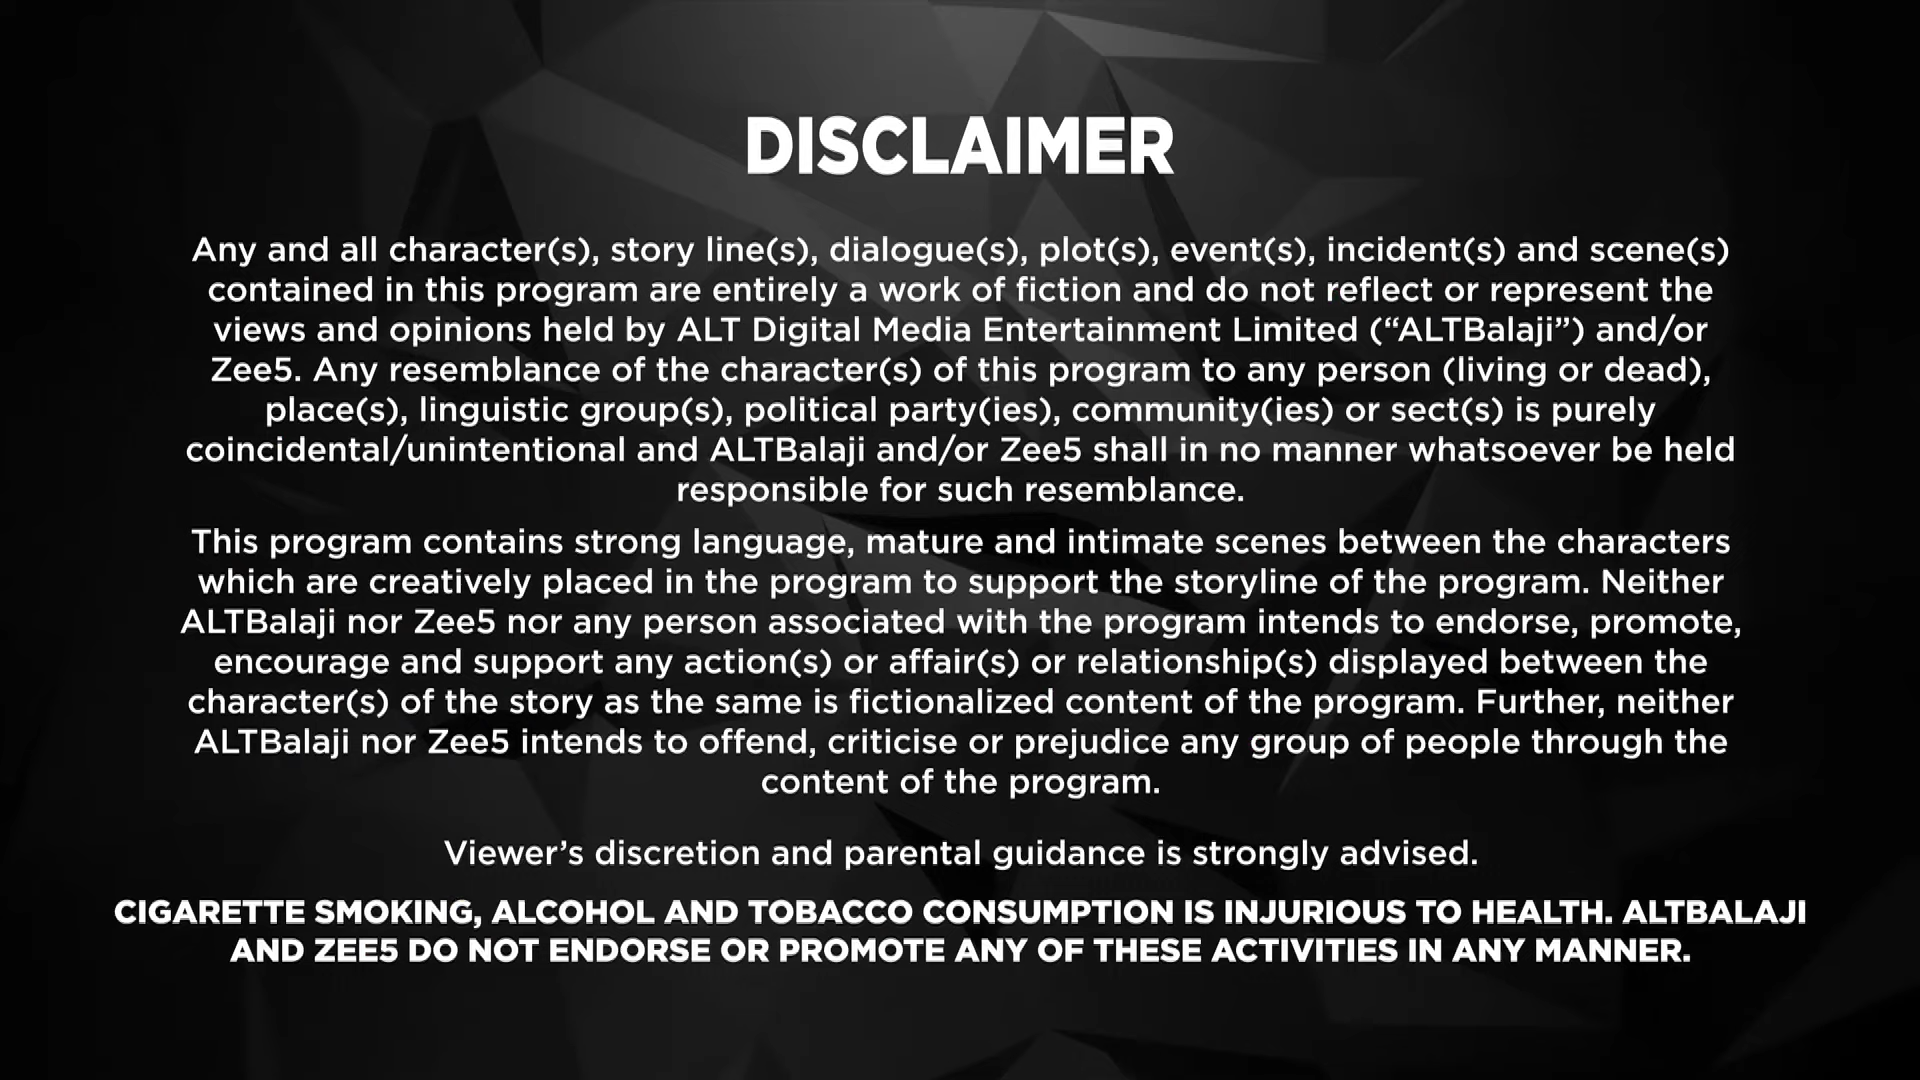 DISCLAIMER
Any and all character(s), story line(s), dialogue(s), plot(s), event(s), incident(s) and scene(s)
contained in this program are entirely a work of fiction and do not reflect or represent the
views and opinions held by ALT Digital Media Entertainment Limited (“ALTBalaji”) and/or
Zee5. Any resemblance of the character(s) of this program to any person (living or dead),
place(s), linguistic group(s), political party(ies), community(ies) or sect(s) is purely
coincidental/unintentional and ALTBalaji and/or Zee5 shall in no manner whatsoever be held
responsible for such resemblance.
This program contains strong language, mature and intimate scenes between the characters
which are creatively placed in the program to support the storyline of the program. Neither
ALTBalaji nor Zee5 nor any person associated with the program intends to endorse, promote,
encourage and support any action(s) or affair(s) or relationship(s) displayed between the
character(s) of the story as the same is fictionalized content of the program. Further, neither
ALTBalaji nor Zee5 intends to offend, criticise or prejudice any group of people through the
content of the program.
Viewer’s discretion and parental guidance is strongly advised.
CIGARETTE SMOKING, ALCOHOL AND TOBACCO CONSUMPTION IS INJURIOUS TO HEALTH. ALTBALAJI
AND ZEE5 DO NOT ENDORSE OR PROMOTE ANY OF THESE ACTIVITIES IN ANY MANNER.